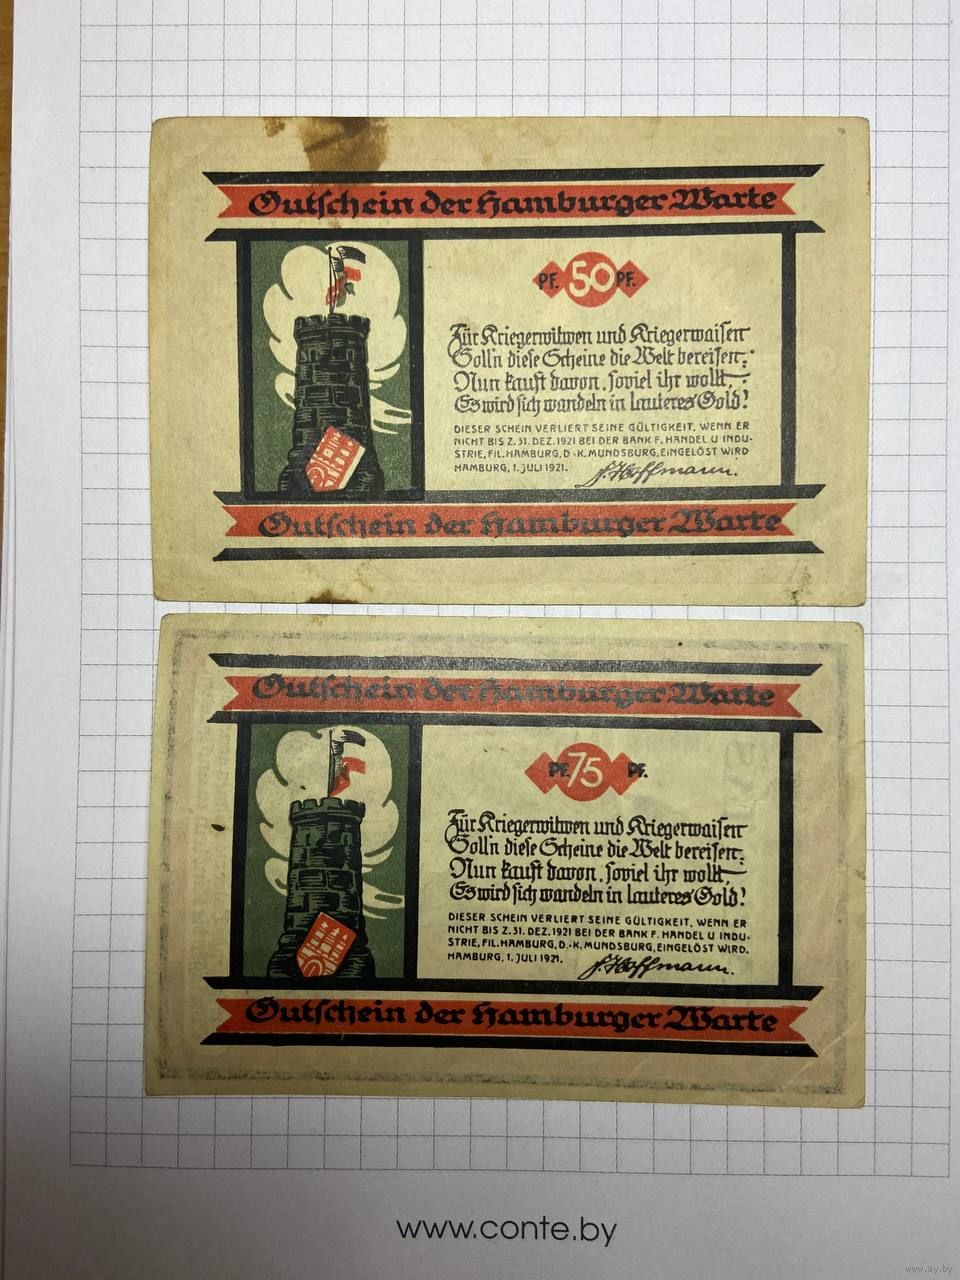 Gutschein der Hamburger Warte
PF. 50 PF.
Für Kriegerwitwen und Kriegerwaisen
Soll'n diese Scheine die Welt bereisen:
Nun kauft davon, soviel ihr wollt,
Es wird sich wandeln in lauteres Gold!
DIESER SCHEIN VERLIERT SEINE GÜLTIGKEIT, WENN ER
NICHT BIS Z. 31. DEZ. 1921 BEI DER BANK F. HANDEL U INDU-
STRIE, FIL. HAMBURG, D.-K. MUNDSBURG, EINGELÖST WIRD
HAMBURG, 1. JULI 1921.
Hoffmann.
Gutschein der Hamburger Warte
Gutschein der Hamburger Warte
PF. 75 PF.
Für Kriegerwitwen und Kriegerwaisen
Soll'n diese Scheine die Welt bereisen:
Nun kauft davon, soviel ihr wollt,
Es wird sich wandeln in lauteres Gold!
DIESER SCHEIN VERLIERT SEINE GÜLTIGKEIT, WENN ER
NICHT BIS Z. 31. DEZ. 1921 BEI DER BANK F. HANDEL U INDU-
STRIE, FIL. HAMBURG, D.-K. MUNDSBURG, EINGELÖST WIRD.
HAMBURG, 1. JULI 1921.
Hoffmann.
Gutschein der Hamburger Warte
www.conte.by
www.ay.by